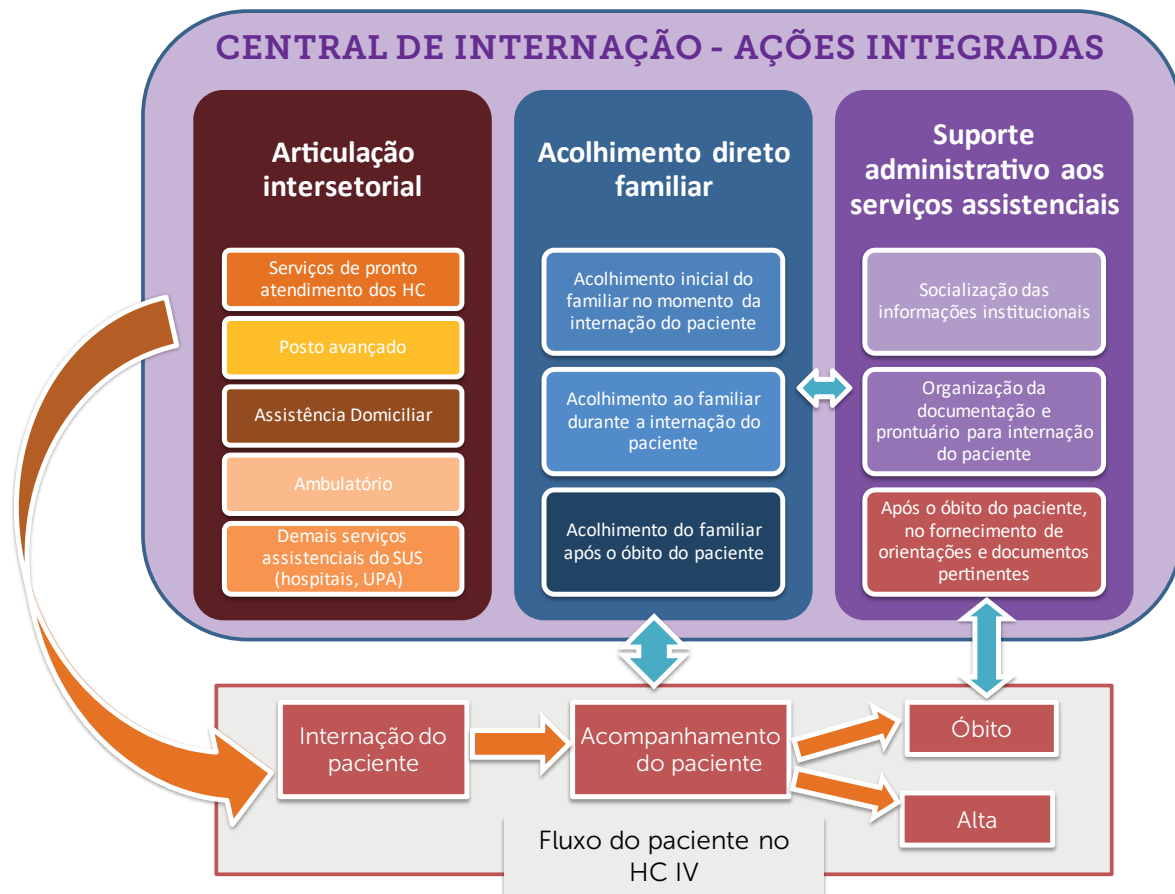 CENTRAL DE INTERNAÇÃO - AÇÕES INTEGRADAS
Articulação
intersetorial
Serviços de pronto
atendimento dos HC
Posto avançado
Assistência Domiciliar
Ambulatório
Demais serviços
assistenciais do SUS
(hospitais, UPA)
Acolhimento direto
familiar
Acolhimento inicial do
familiar no momento da
internação do paciente
Acolhimento ao familiar
durante a internação do
paciente
Acolhimento do familiar
após o óbito do paciente
Suporte
administrativo aos
serviços assistenciais
Socialização das
informações institucionais
Organização da
documentação e
prontuário para internação
do paciente
Após o óbito do paciente,
no fornecimento de
orientações e documentos
pertinentes
Internação do
paciente
Acompanhamento
do paciente
Óbito
Alta
Fluxo do paciente no
HC IV